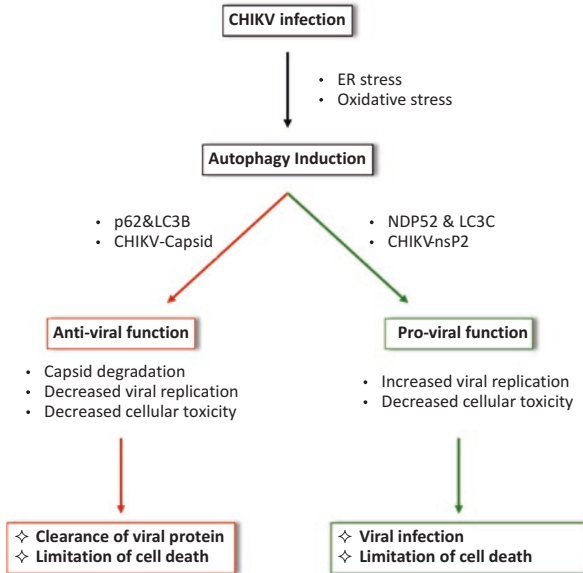 CHIKV infection
• ER stress
• Oxidative stress
Autophagy Induction
• p62&LC3B
• CHIKV-Capsid
• NDP52 & LC3C
• CHIKV-nsP2
Anti-viral function
Pro-viral function
• Capsid degradation
• Decreased viral replication
• Decreased cellular toxicity
• Increased viral replication
• Decreased cellular toxicity
✧ Clearance of viral protein
✧ Limitation of cell death
✧ Viral infection
✧ Limitation of cell death